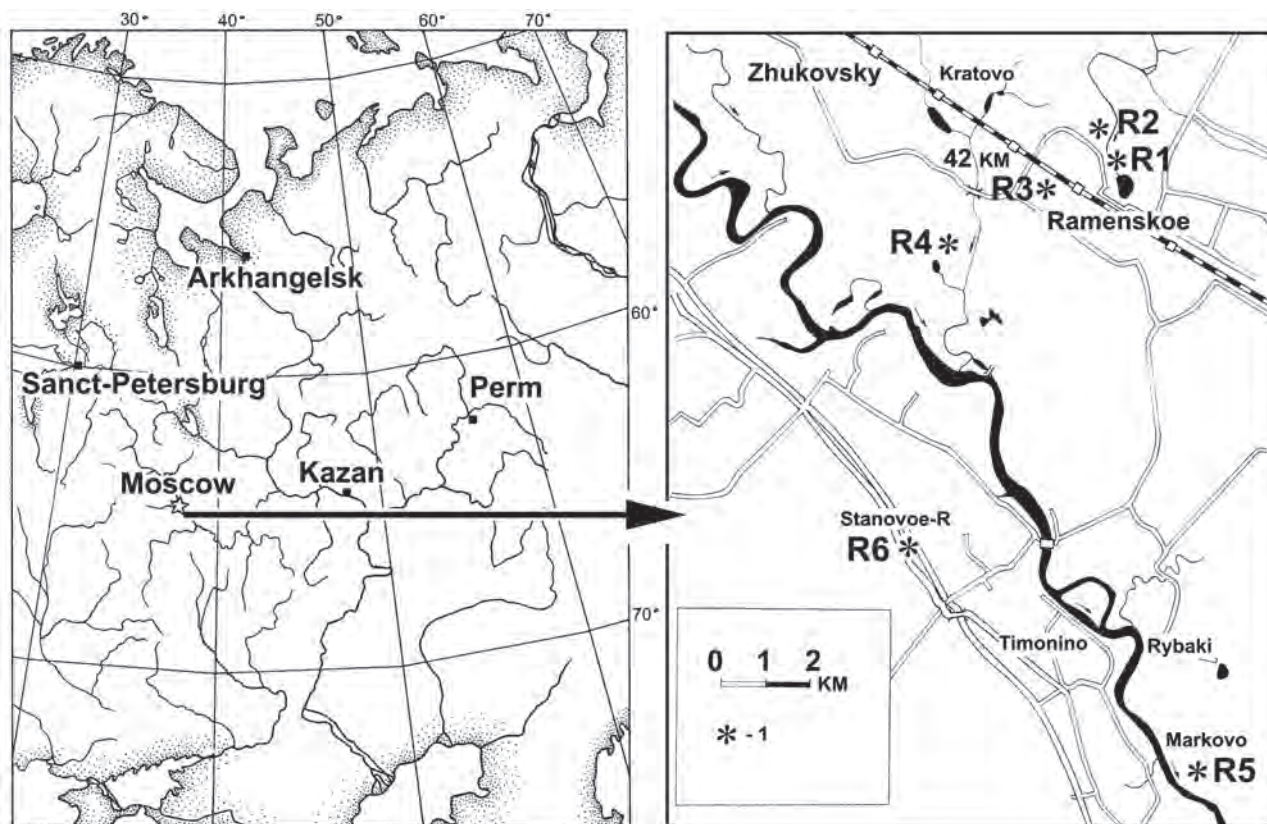 30° 40° 50° 60° 70°
60°
70°
Arkhangelsk
Sanct-Petersburg
Perm
Kazan
Moscow
Zhukovsky
Kratovo
R2
R1
42 KM
R3
Ramenskoe
R4
Stanovoe-R
R6
Timonino
Rybaki
Markovo
R5
0 1 2
KM
- 1